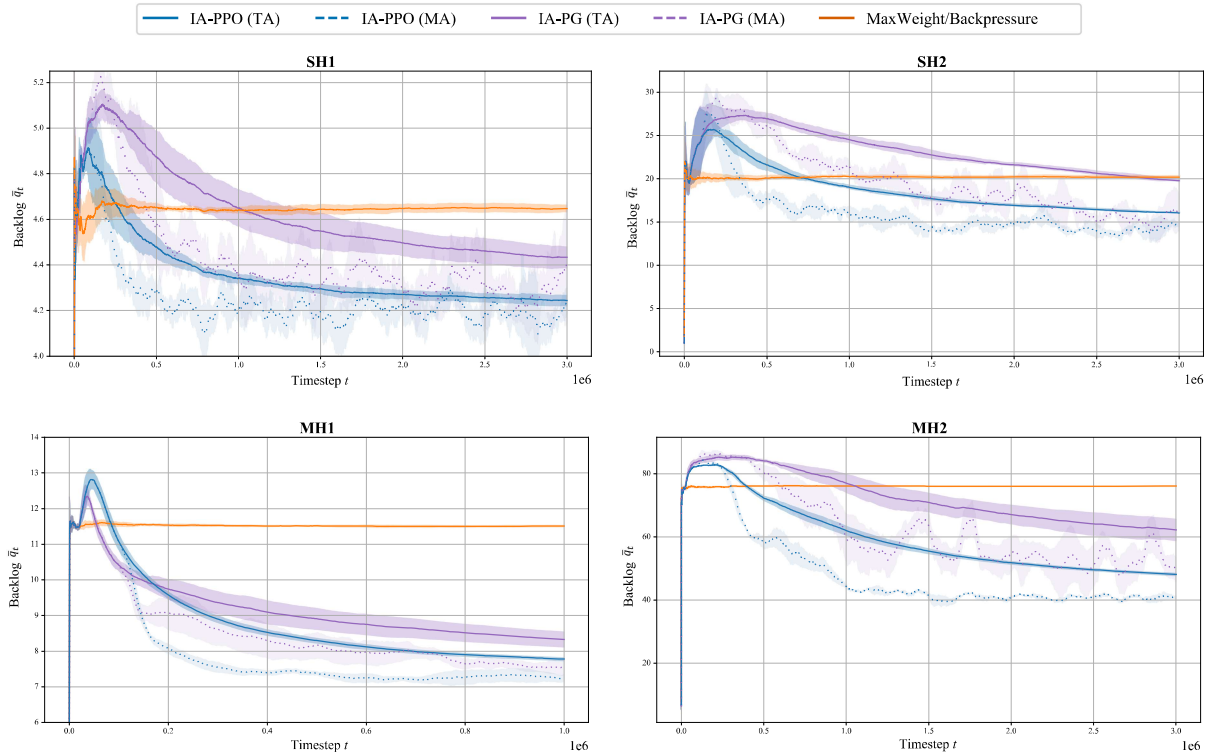 IA-PPO (TA) IA-PPO (MA) IA-PG (TA) IA-PG (MA) MaxWeight/Backpressure
SH1
5.2
5.0
4.8
4.6
4.4
4.2
4.0
Backlog q̄t
0.0 0.5 1.0 1.5 2.0 2.5 3.0
Timestep t
1e6
SH2
30
25
20
15
10
5
0
Backlog q̄t
0.0 0.5 1.0 1.5 2.0 2.5 3.0
Timestep t
1e6
MH1
14
13
12
11
10
9
8
7
6
Backlog q̄t
0.0 0.2 0.4 0.6 0.8 1.0
Timestep t
1e6
MH2
80
60
40
20
Backlog q̄t
0.0 0.5 1.0 1.5 2.0 2.5 3.0
Timestep t
1e6